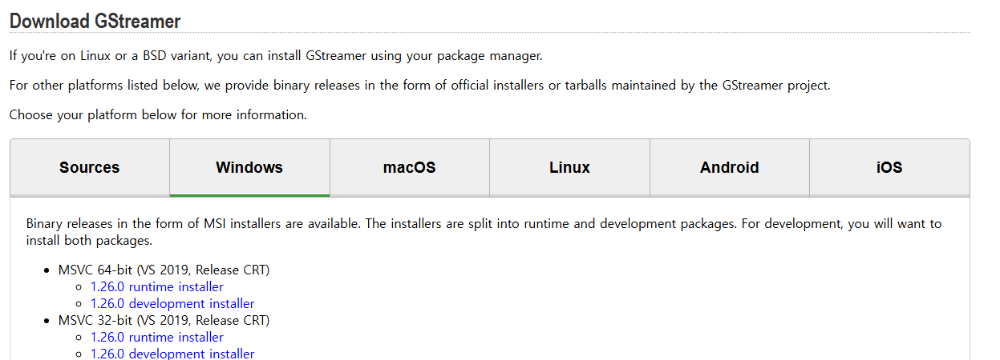 Download GStreamer
If you're on Linux or a BSD variant, you can install GStreamer using your package manager.
For other platforms listed below, we provide binary releases in the form of official installers or tarballs maintained by the GStreamer project.
Choose your platform below for more information.
Sources Windows macOS Linux Android iOS
Binary releases in the form of MSI installers are available. The installers are split into runtime and development packages. For development, you will want to
install both packages.
MSVC 64-bit (VS 2019, Release CRT)
1.26.0 runtime installer
1.26.0 development installer
MSVC 32-bit (VS 2019, Release CRT)
1.26.0 runtime installer
1.26.0 development installer